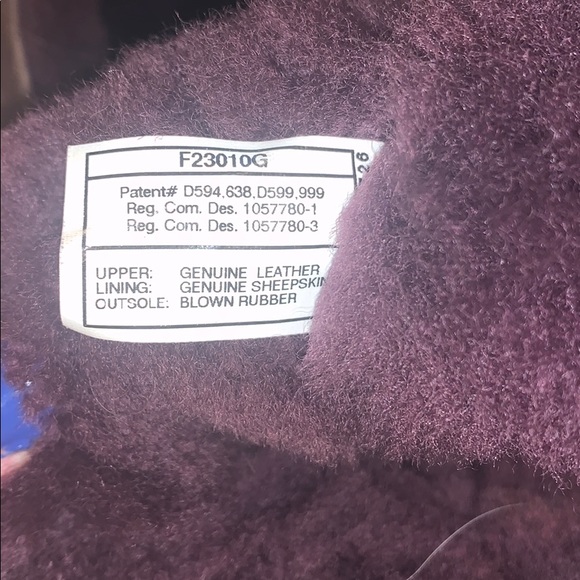 F23010G
26
Patent# D594,638,D599,999
Reg. Com. Des. 1057780-1
Reg. Com. Des. 1057780-3
UPPER: GENUINE LEATHER
LINING: GENUINE SHEEPSKIN
OUTSOLE: BLOWN RUBBER